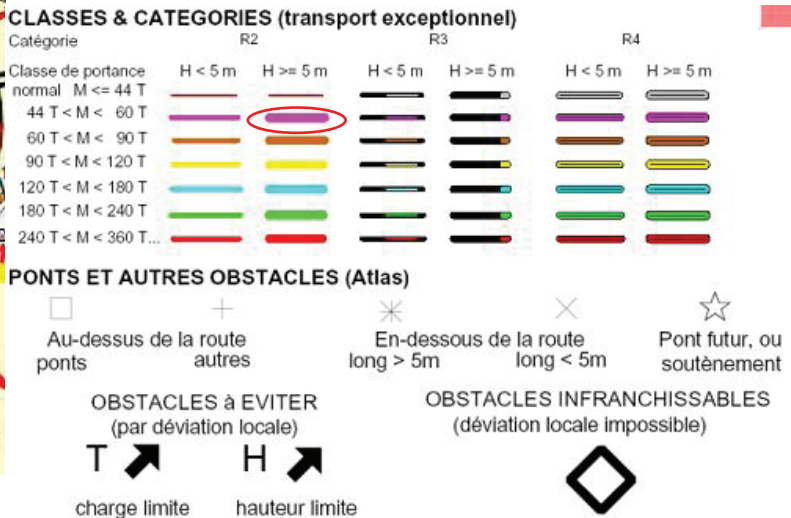 CLASSES & CATEGORIES (transport exceptionnel)
Catégorie R2 R3 R4
Classe de portance H < 5 m H >= 5 m H < 5 m H >= 5 m H < 5 m H >= 5 m
normal M <= 44 T
44 T < M < 60 T
60 T < M < 90 T
90 T < M < 120 T
120 T < M < 180 T
180 T < M < 240 T
240 T < M < 360 T...
PONTS ET AUTRES OBSTACLES (Atlas)
Au-dessus de la route En-dessous de la route Pont futur, ou
ponts autres long > 5m long < 5m soutènement
OBSTACLES à EVITER OBSTACLES INFRANCHISSABLES
(par déviation locale) (déviation locale impossible)
T H
charge limite hauteur limite